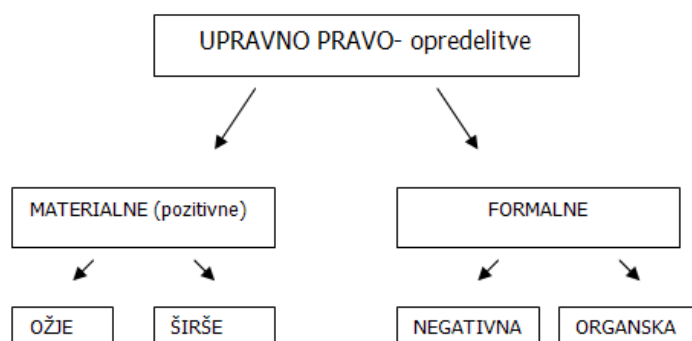 UPRAVNO PRAVO- opredelitve
MATERIALNE (pozitivne)
FORMALNE
OŽJE
ŠIRŠE
NEGATIVNA
ORGANSKA